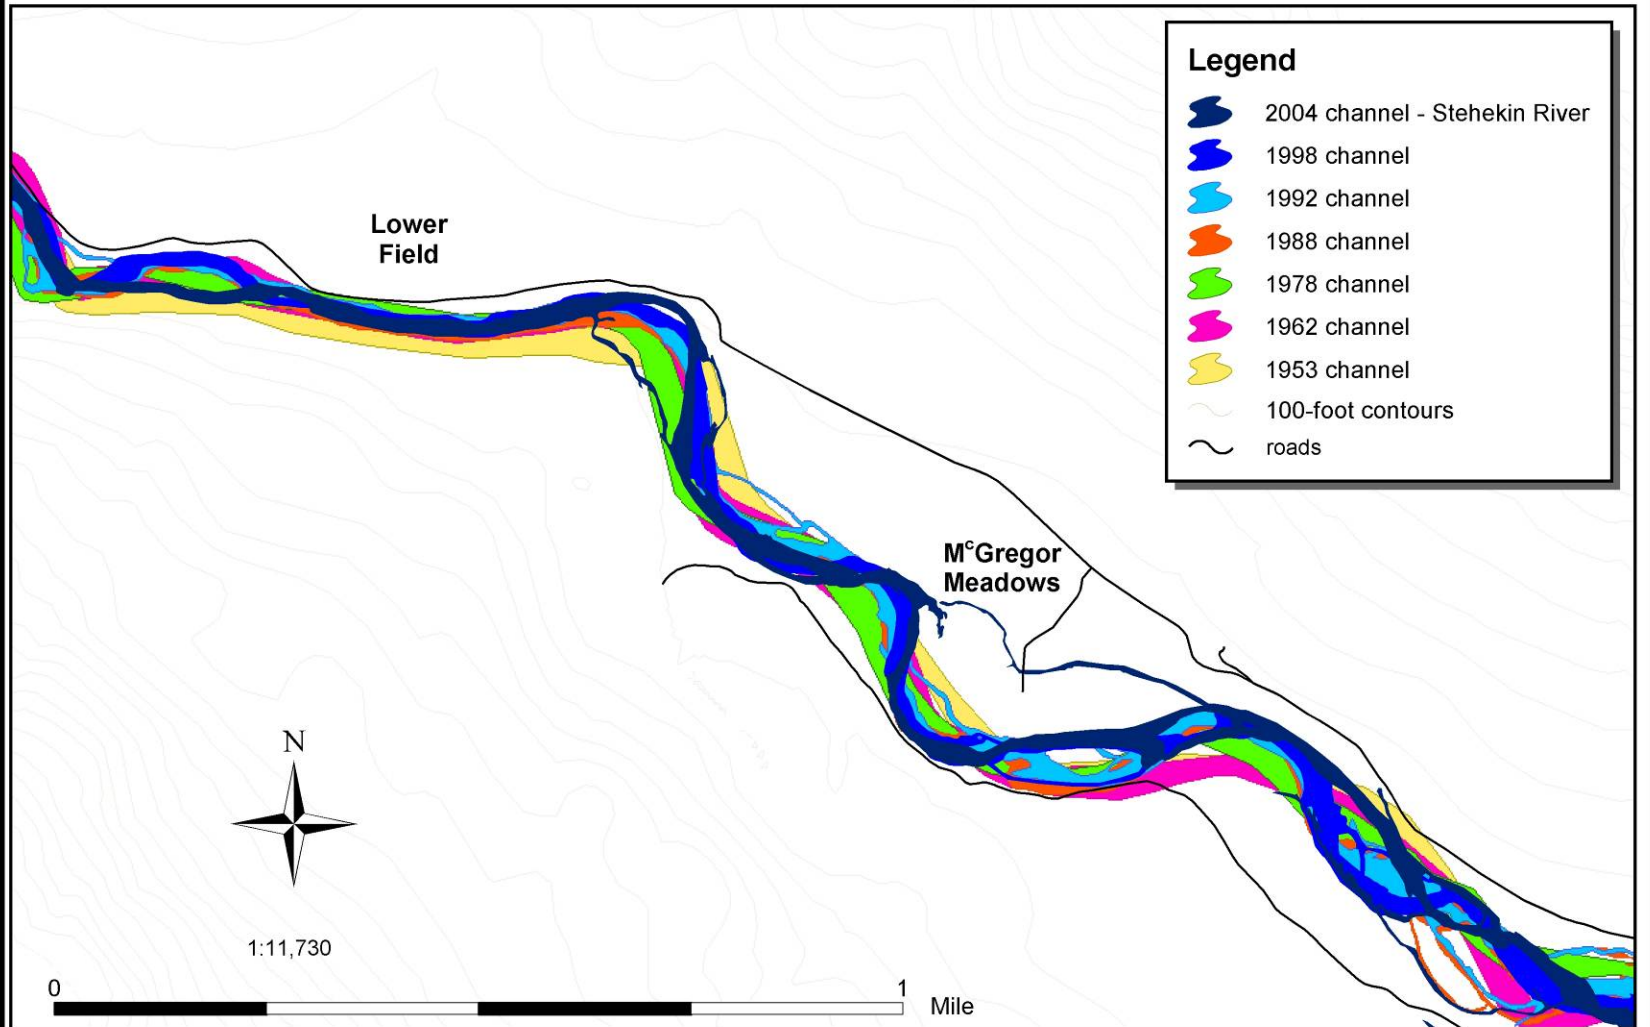 Legend
2004 channel - Stehekin River
1998 channel
1992 channel
1988 channel
1978 channel
1962 channel
1953 channel
100-foot contours
roads
Lower
Field
McGregor
Meadows
N
1:11,730
0 1 Mile